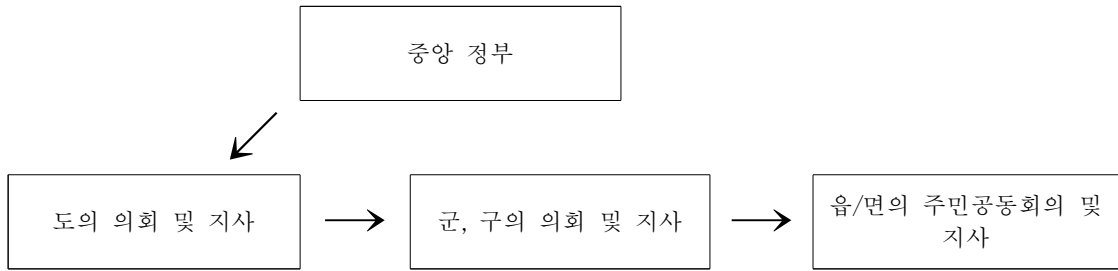 중앙 정부
도의 의회 및 지사
군, 구의 의회 및 지사
읍/면의 주민공동회의 및
지사